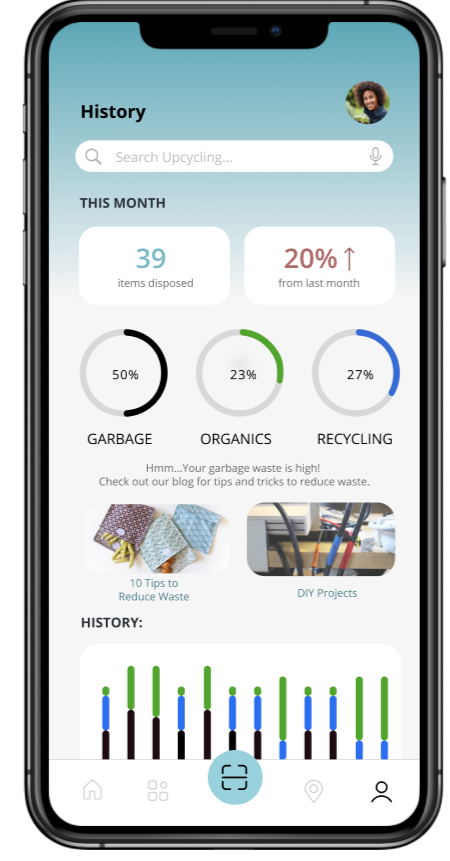 History
Search Upcycling...
THIS MONTH
39
items disposed
20% ↑
from last month
50%
23%
27%
GARBAGE
ORGANICS
RECYCLING
Hmm...Your garbage waste is high!
Check out our blog for tips and tricks to reduce waste.
10 Tips to
Reduce Waste
DIY Projects
HISTORY: